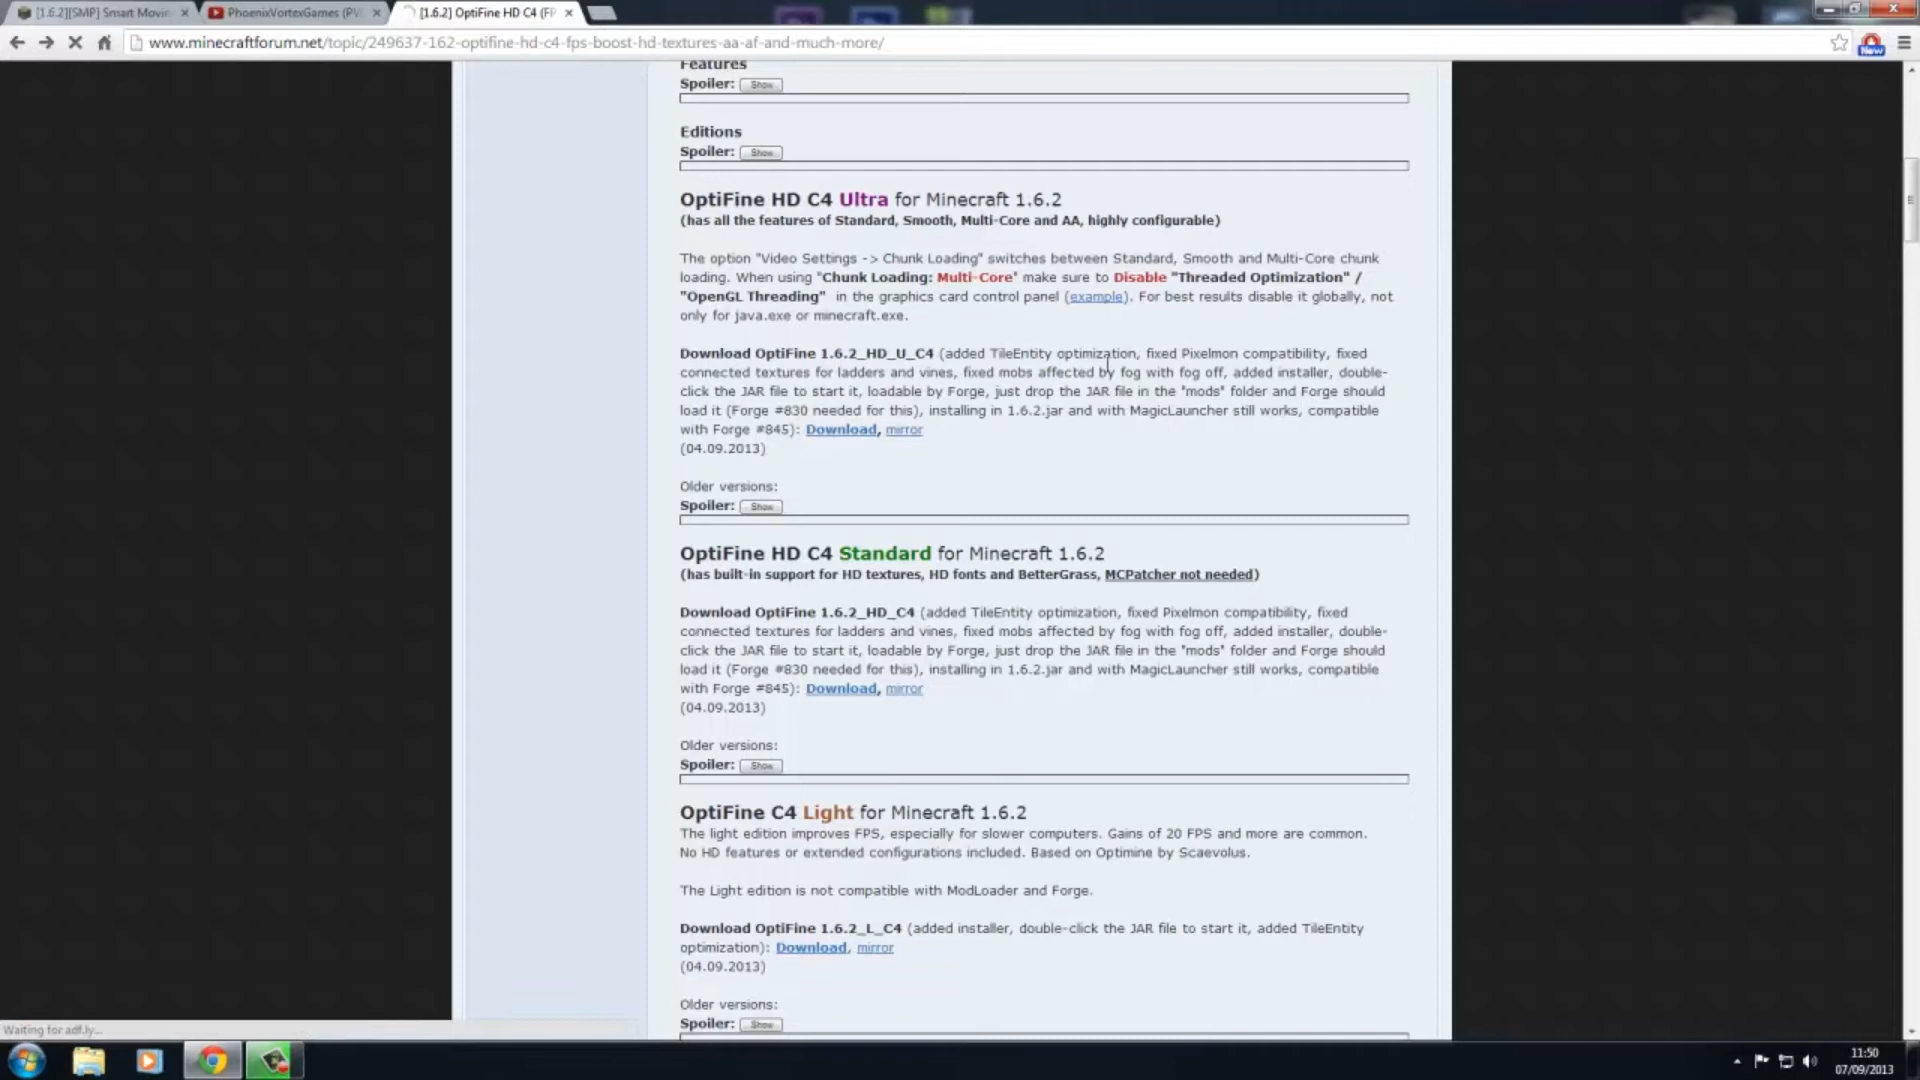 [1.6.2][SMP] Smart Movin
PhoenixVortexGames (PV
[1.6.2] OptiFine HD C4 (FP
www.minecraftforum.net/topic/249637-162-optifine-hd-c4-fps-boost-hd-textures-aa-af-and-much-more/
New
Features
Spoiler: Show
Editions
Spoiler: Show
OptiFine HD C4 Ultra for Minecraft 1.6.2
(has all the features of Standard, Smooth, Multi-Core and AA, highly configurable)
The option "Video Settings -> Chunk Loading" switches between Standard, Smooth and Multi-Core chunk
loading. When using "Chunk Loading: Multi-Core" make sure to Disable "Threaded Optimization" /
"OpenGL Threading" in the graphics card control panel (example). For best results disable it globally, not
only for java.exe or minecraft.exe.
Download OptiFine 1.6.2_HD_U_C4 (added TileEntity optimization, fixed Pixelmon compatibility, fixed
connected textures for ladders and vines, fixed mobs affected by fog with fog off, added installer, double-
click the JAR file to start it, loadable by Forge, just drop the JAR file in the "mods" folder and Forge should
load it (Forge #830 needed for this), installing in 1.6.2.jar and with MagicLauncher still works, compatible
with Forge #845): Download, mirror
(04.09.2013)
Older versions:
Spoiler: Show
OptiFine HD C4 Standard for Minecraft 1.6.2
(has built-in support for HD textures, HD fonts and BetterGrass, MCPatcher not needed)
Download OptiFine 1.6.2_HD_C4 (added TileEntity optimization, fixed Pixelmon compatibility, fixed
connected textures for ladders and vines, fixed mobs affected by fog with fog off, added installer, double-
click the JAR file to start it, loadable by Forge, just drop the JAR file in the "mods" folder and Forge should
load it (Forge #830 needed for this), installing in 1.6.2.jar and with MagicLauncher still works, compatible
with Forge #845): Download, mirror
(04.09.2013)
Older versions:
Spoiler: Show
OptiFine C4 Light for Minecraft 1.6.2
The light edition improves FPS, especially for slower computers. Gains of 20 FPS and more are common.
No HD features or extended configurations included. Based on Optimine by Scaevolus.
The Light edition is not compatible with ModLoader and Forge.
Download OptiFine 1.6.2_L_C4 (added installer, double-click the JAR file to start it, added TileEntity
optimization): Download, mirror
(04.09.2013)
Older versions:
Spoiler: Show
Waiting for adf.ly...
11:50
07/09/2013